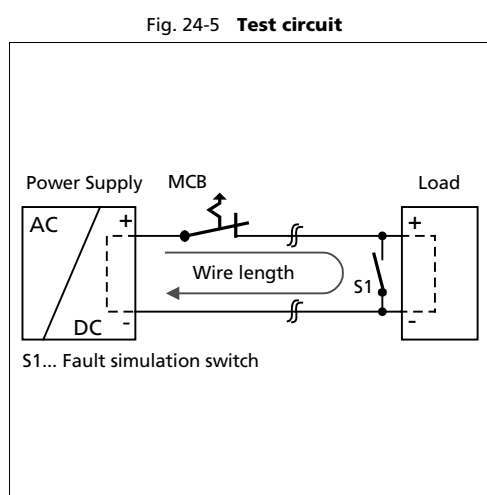 Fig. 24-5 Test circuit
Power Supply MCB Load
AC + +
Wire length
S1
DC - -
S1... Fault simulation switch